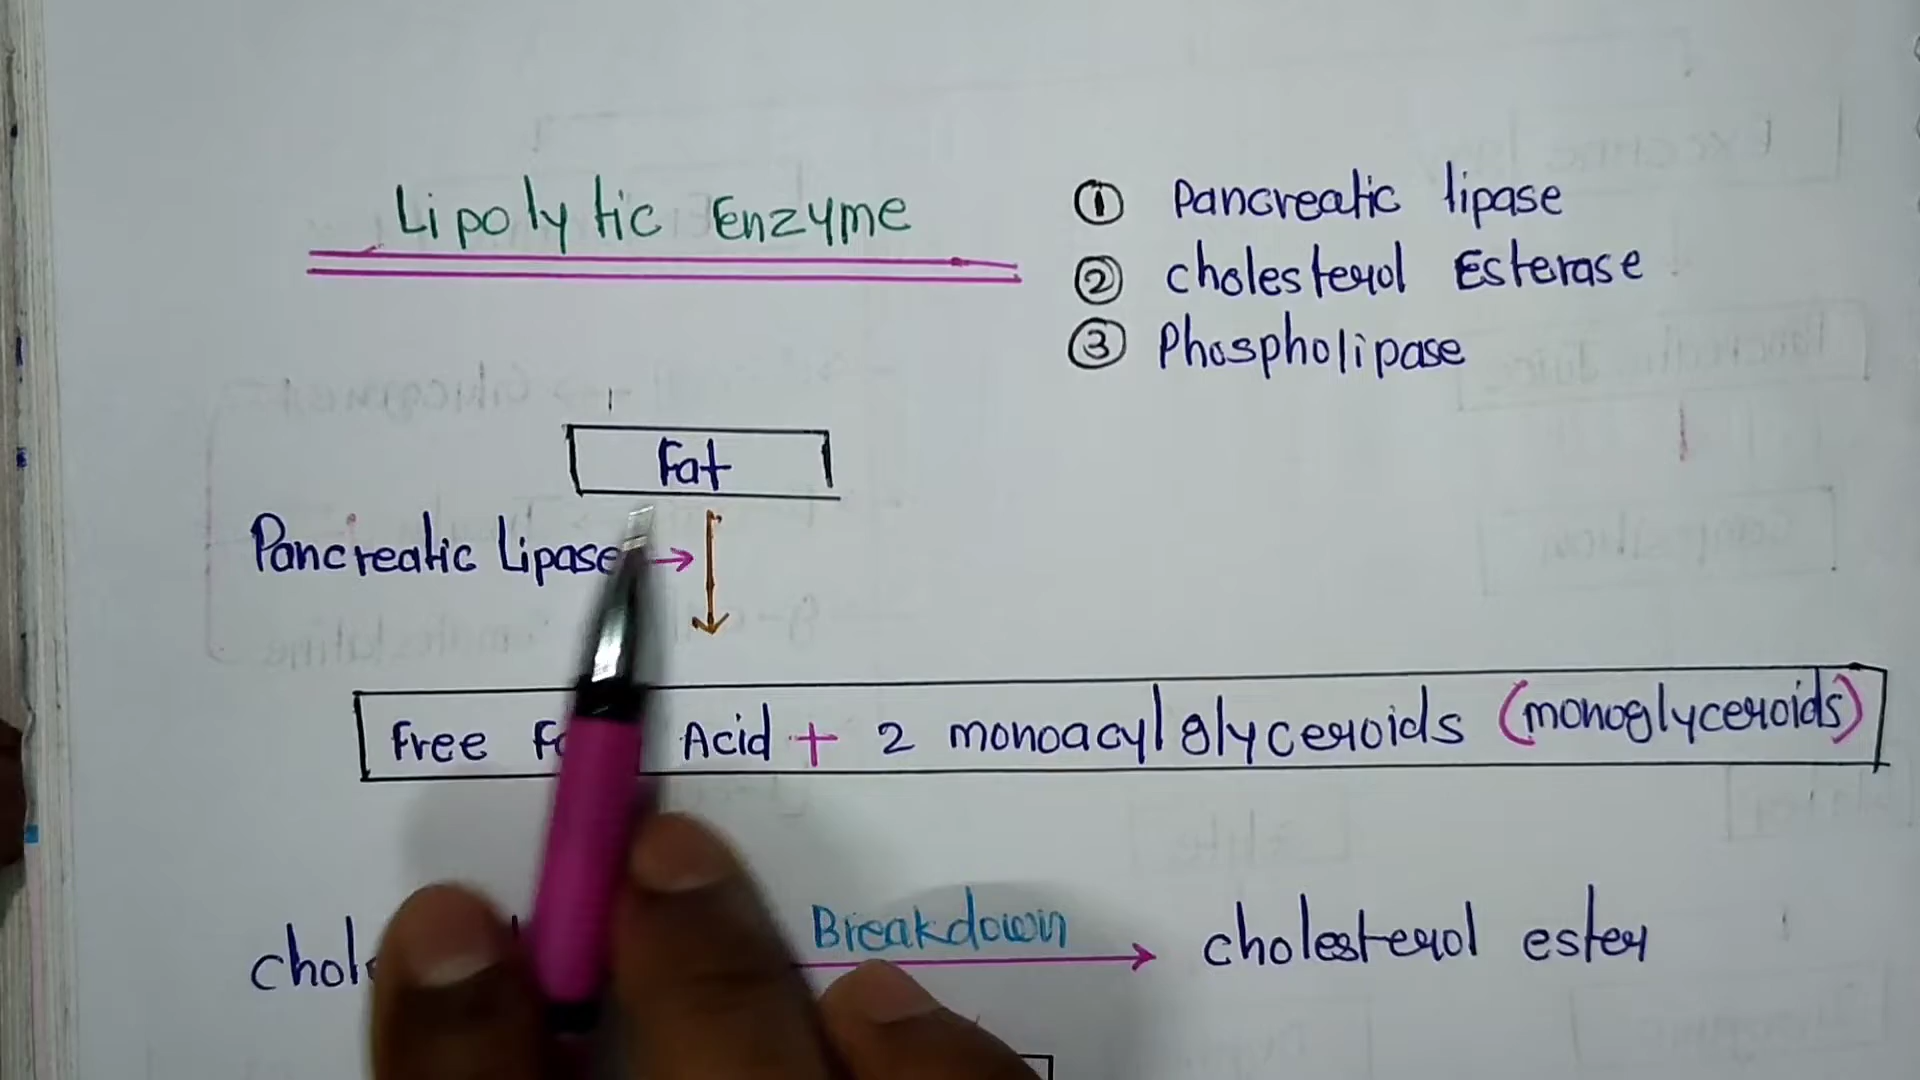 Lipolytic Enzyme
① Pancreatic lipase
② cholesterol Esterase
③ Phospholipase
Fat
Pancreatic Lipase →
Free Acid + 2 monoacylglyceroids (monoglyceroids)
Breakdown
cholesterol ester